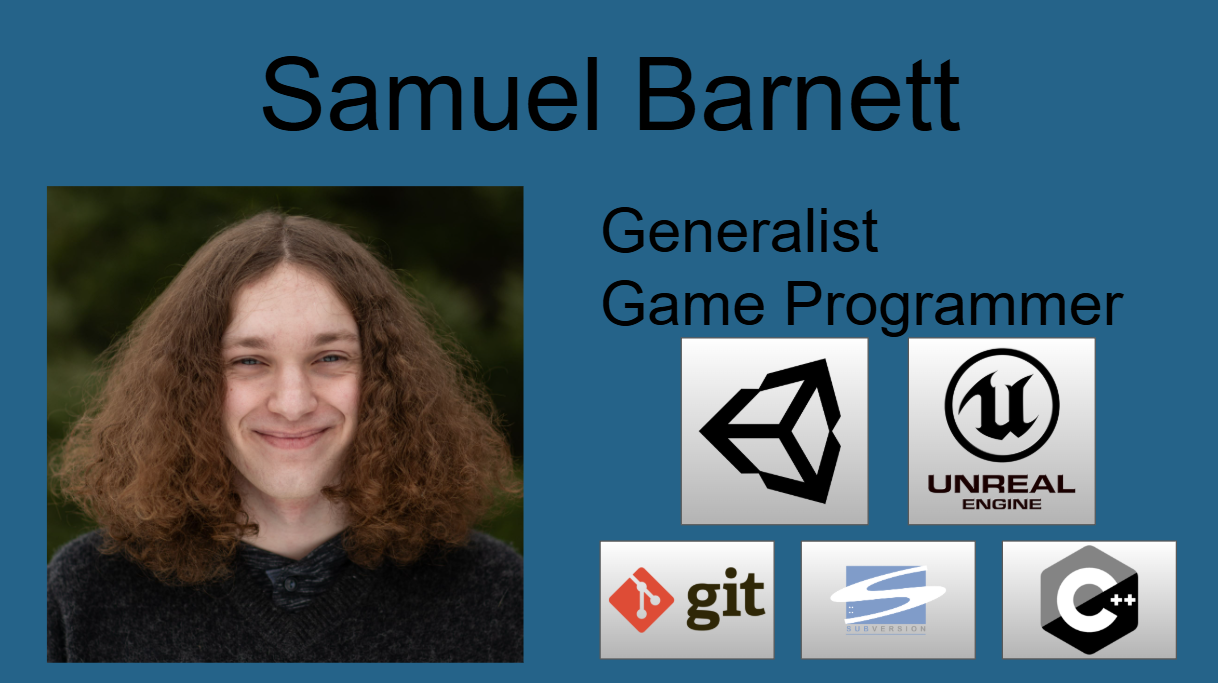 Samuel Barnett
Generalist
Game Programmer
UNREAL
ENGINE
git
SUBVERSION
C++